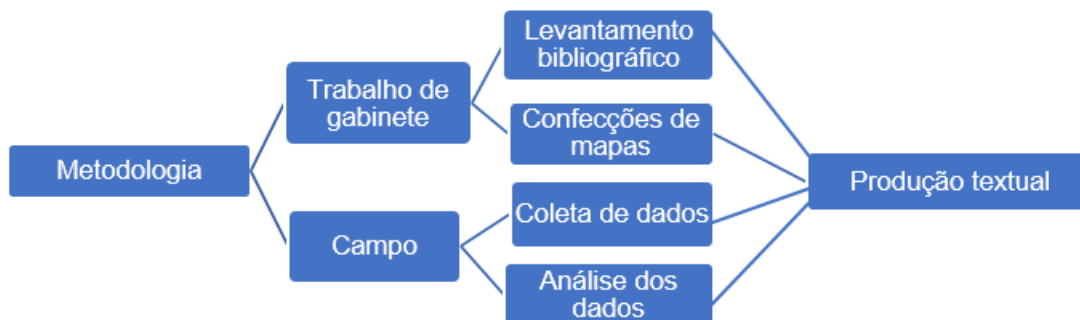 Metodologia
Trabalho de
gabinete
Campo
Levantamento
bibliográfico
Confecções de
mapas
Coleta de dados
Análise dos
dados
Produção textual